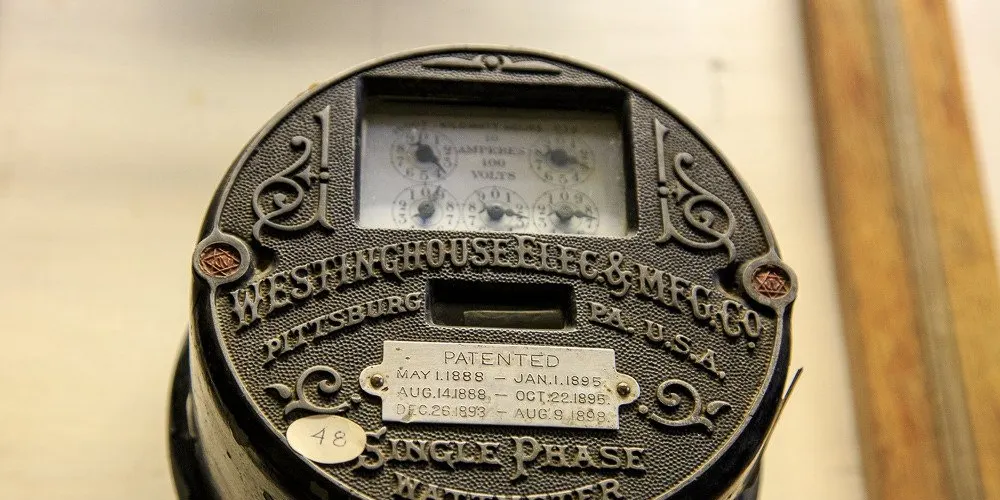 AMPERES
100
VOLTS
WESTINGHOUSE ELEC & MFG. CO.
PITTSBURG PA. U.S.A.
PATENTED
MAY 1.1888 — JAN.1.1895
AUG.14.1888 — OCT.22.1895
DEC.26.1893 — AUG.9.1898
48
SINGLE PHASE
WATTMETER